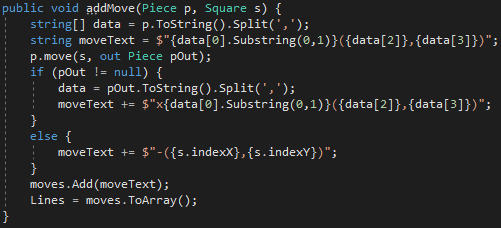 public void addMove(Piece p, Square s) {
string[] data = p.ToString().Split(',');
string moveText = $"{data[0].Substring(0,1)}({data[2]},{data[3]})";
p.move(s, out Piece pOut);
if (pOut != null) {
data = pOut.ToString().Split(',');
moveText += $"x{data[0].Substring(0,1)}({data[2]},{data[3]})";
}
else {
moveText += $"-({s.indexX},{s.indexY})";
}
moves.Add(moveText);
Lines = moves.ToArray();
}